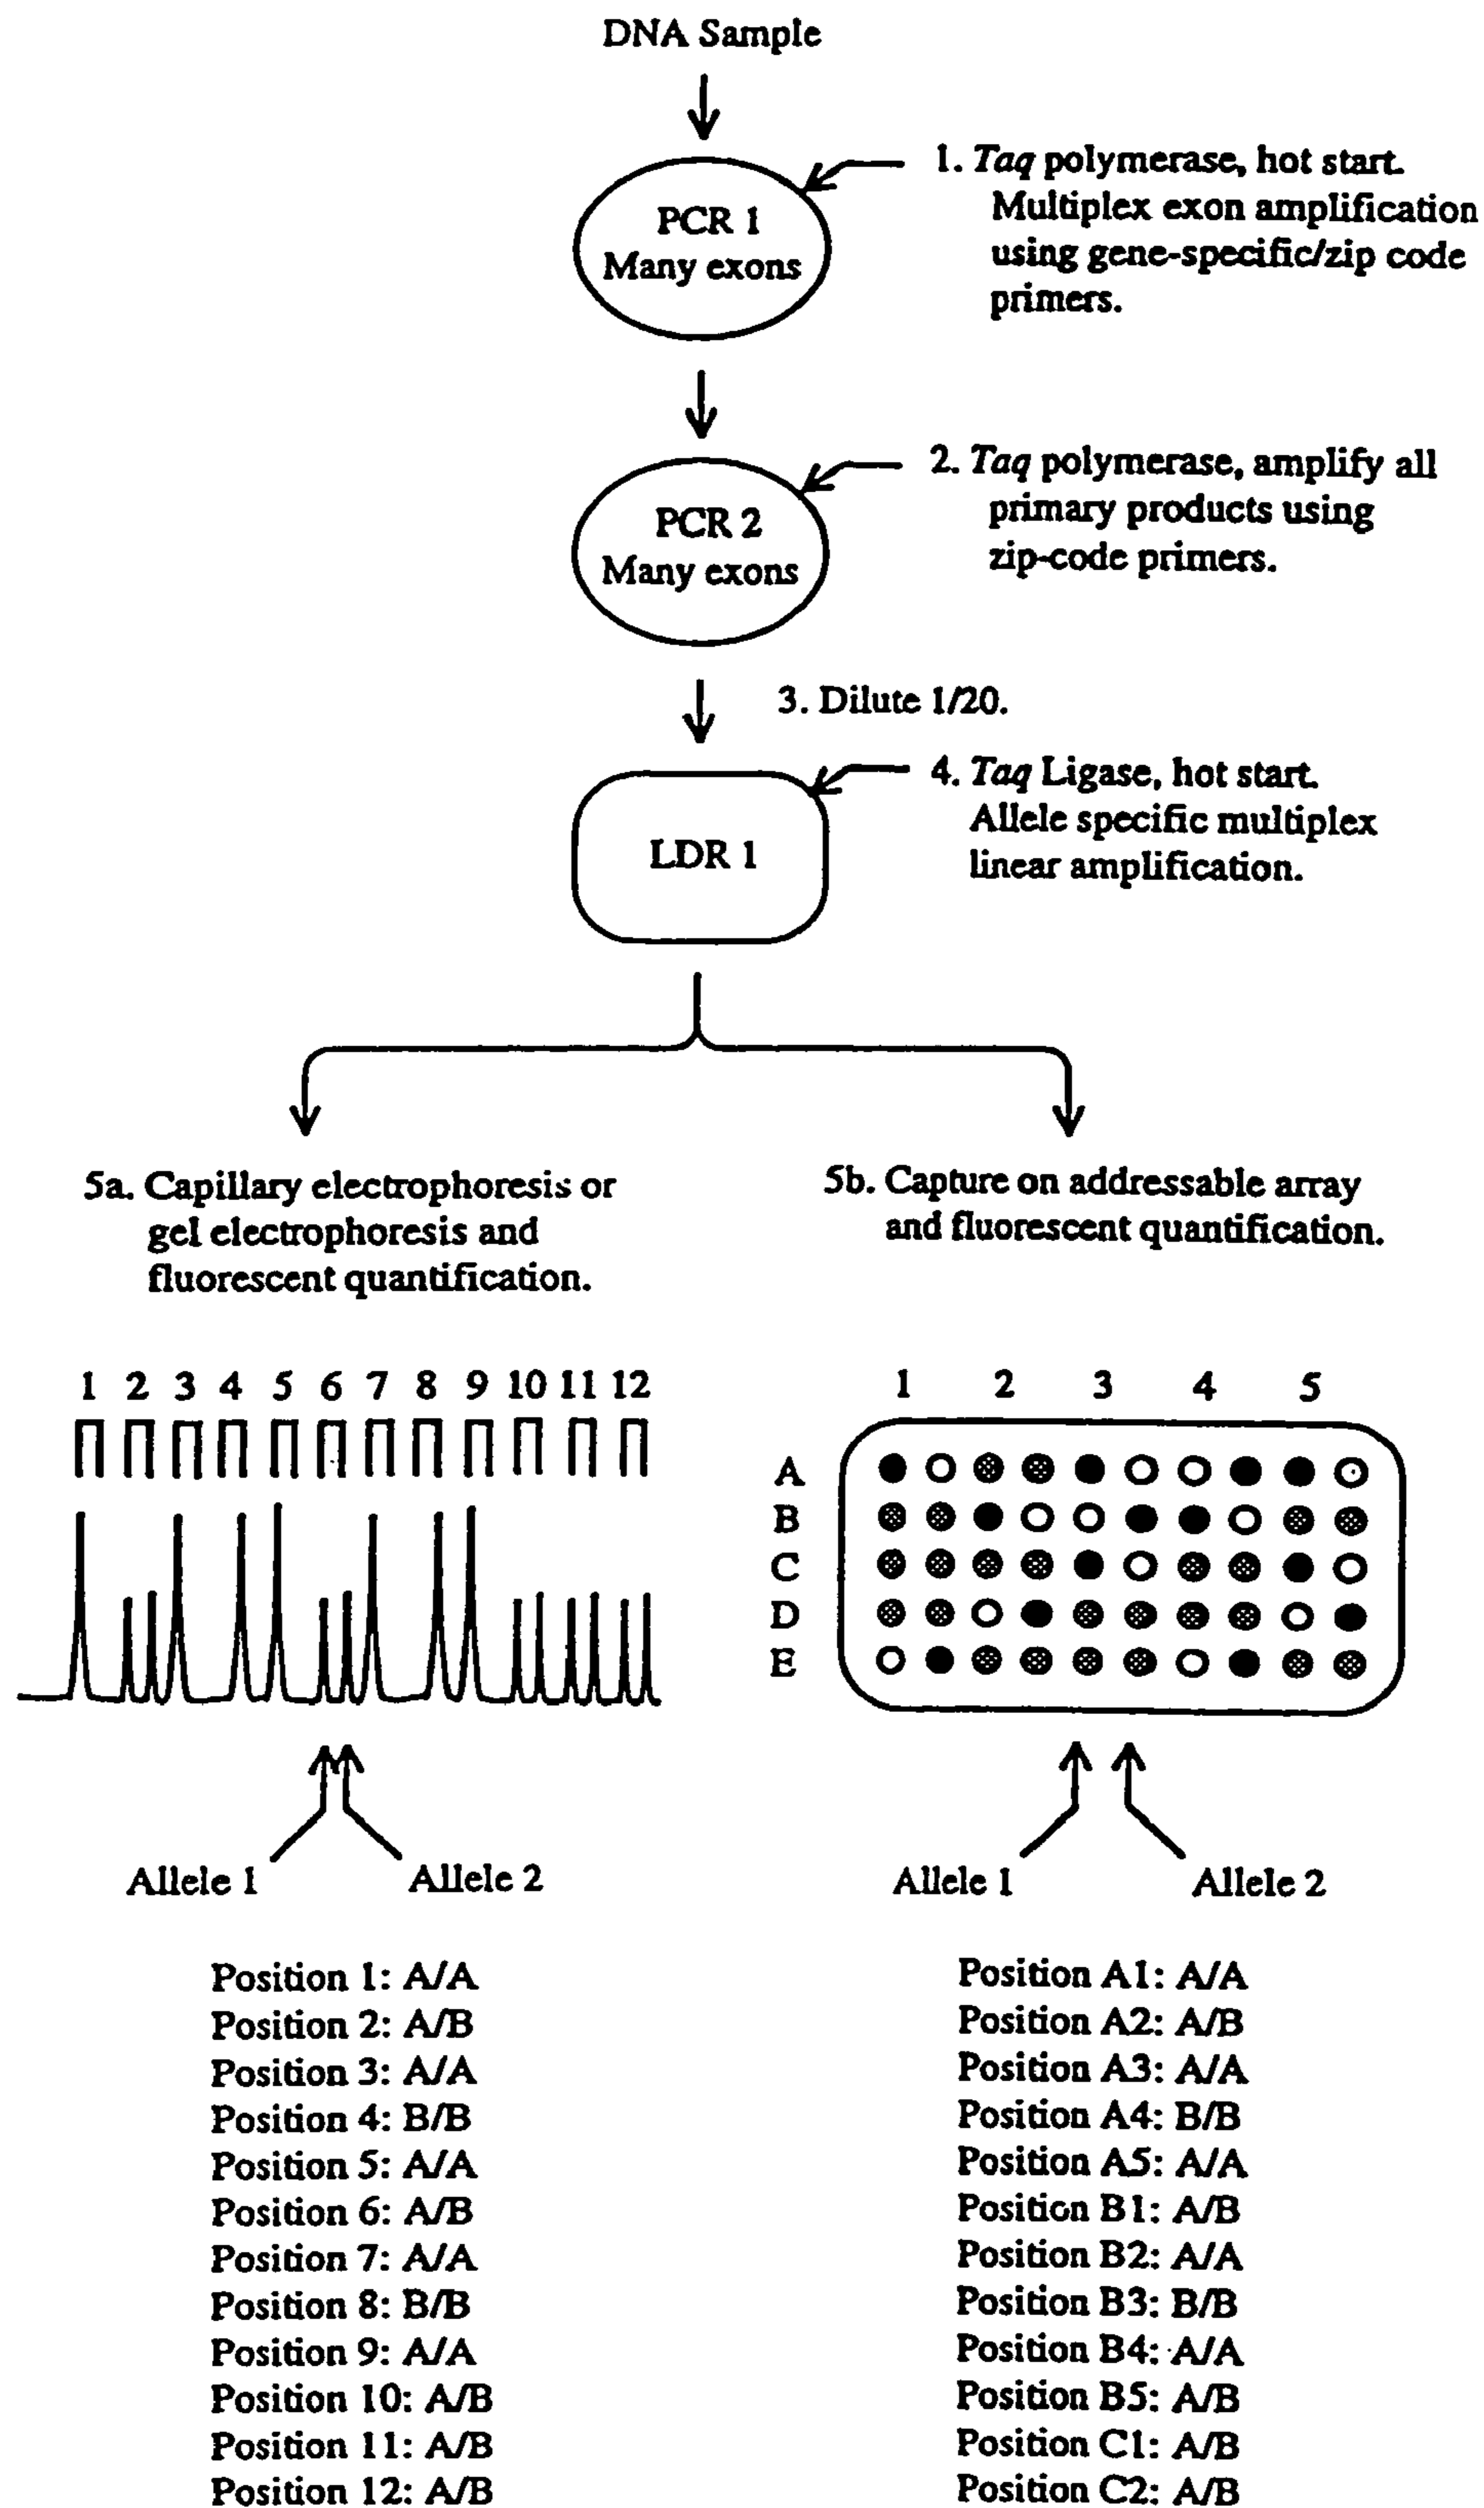 DNA Sample
PCR 1
Many exons
1. Taq polymerase, hot start.
Multiplex exon amplification
using gene-specific/zip code
primers.
PCR 2
Many exons
2. Taq polymerase, amplify all
primary products using
zip-code primers.
3. Dilute 1/20.
LDR 1
4. Taq Ligase, hot start.
Allele specific multiplex
linear amplification.
5a. Capillary electrophoresis or
gel electrophoresis and
fluorescent quantification.
1 2 3 4 5 6 7 8 9 10 11 12
Allele 1
Allele 2
Position 1: A/A
Position 2: A/B
Position 3: A/A
Position 4: B/B
Position 5: A/A
Position 6: A/B
Position 7: A/A
Position 8: B/B
Position 9: A/A
Position 10: A/B
Position 11: A/B
Position 12: A/B
5b. Capture on addressable array
and fluorescent quantification.
1 2 3 4 5
A
B
C
D
E
Allele 1
Allele 2
Position A1: A/A
Position A2: A/B
Position A3: A/A
Position A4: B/B
Position A5: A/A
Position B1: A/B
Position B2: A/A
Position B3: B/B
Position B4: A/A
Position B5: A/B
Position C1: A/B
Position C2: A/B